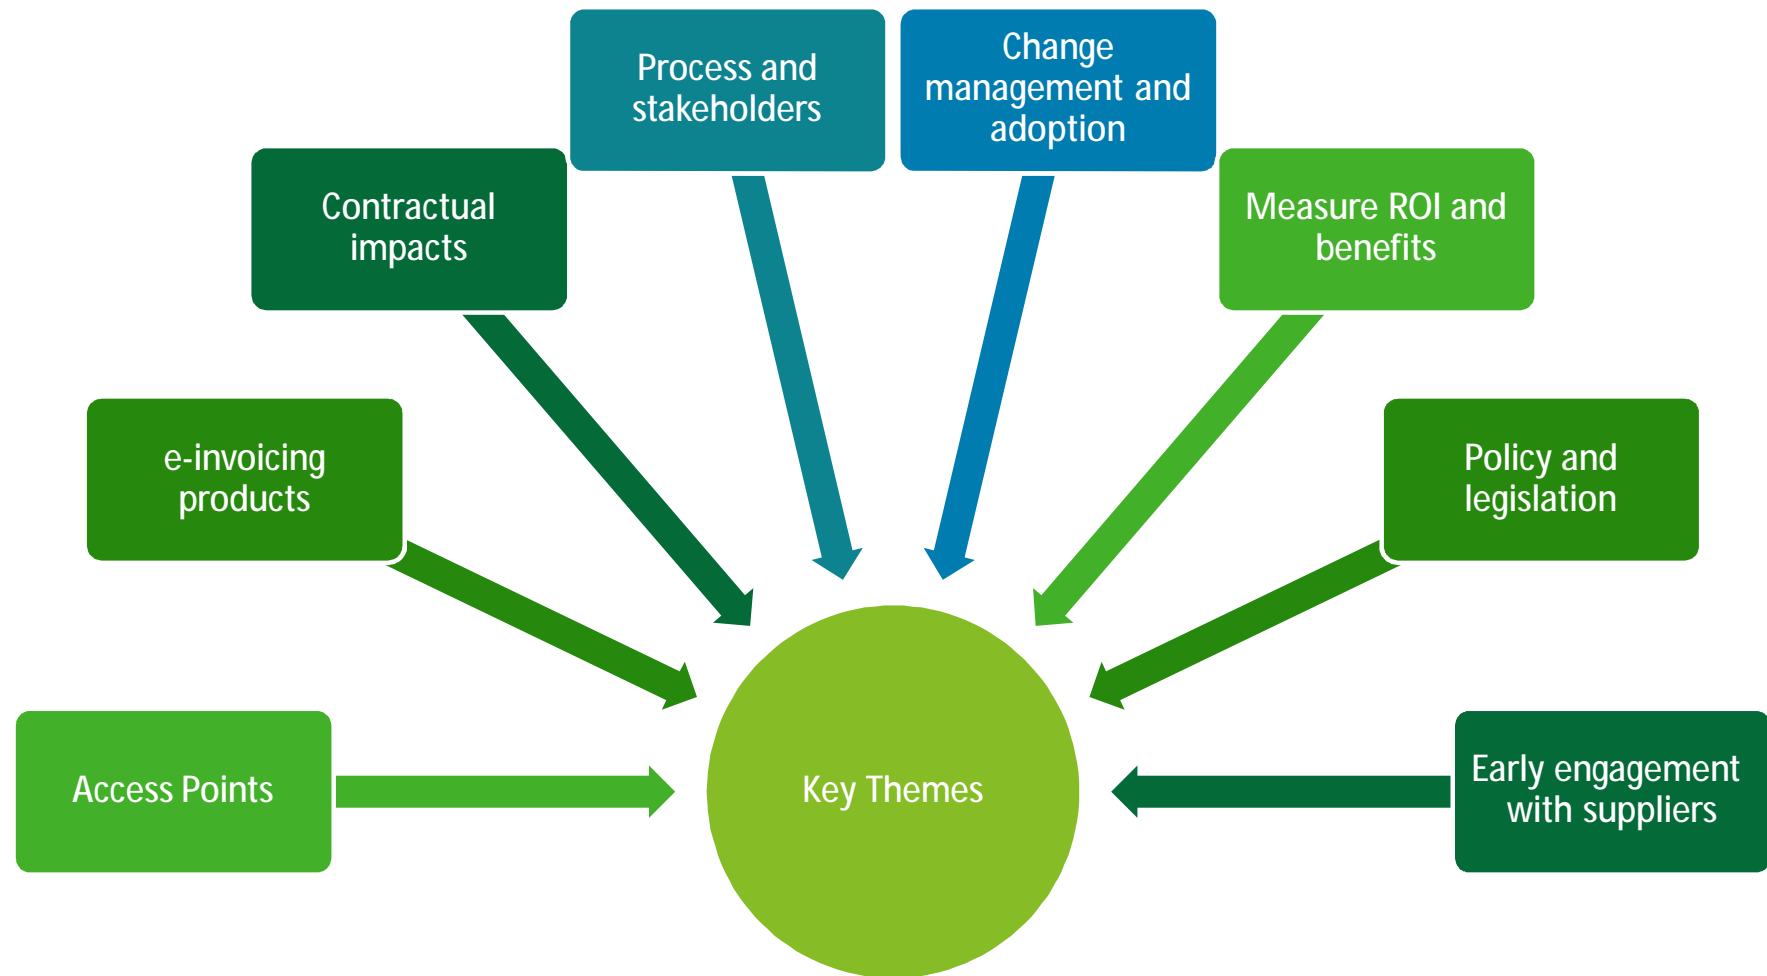 Process and
stakeholders
Change
management and
adoption
Contractual
impacts
Measure ROI and
benefits
e-invoicing
products
Policy and
legislation
Access Points
Key Themes
Early engagement
with suppliers